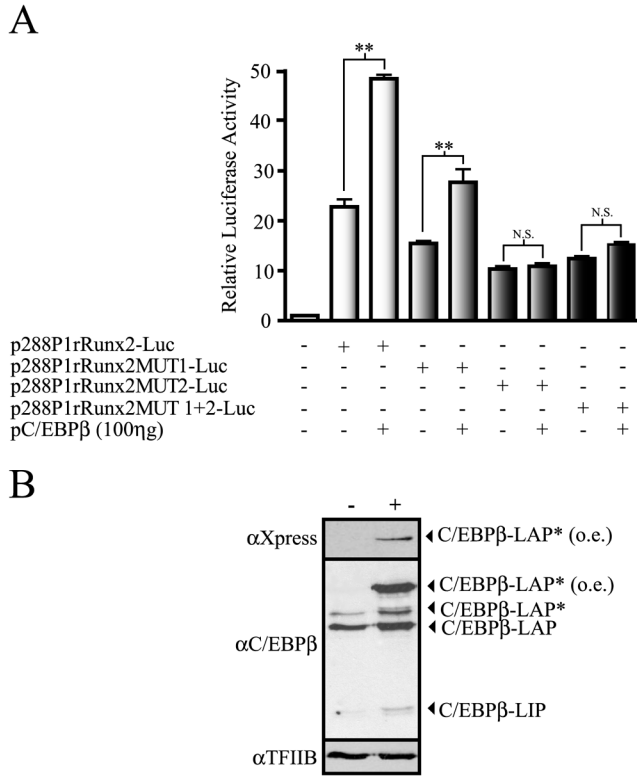 A
Relative Luciferase Activity
50
40
30
20
10
0
**
**
N.S.
N.S.
p288P1rRunx2-Luc - + + - - - - - -
p288P1rRunx2MUT1-Luc - - - + + - - - -
p288P1rRunx2MUT2-Luc - - - - - + + - -
p288P1rRunx2MUT 1+2-Luc - - - - - - - + +
pC/EBPβ (100ηg) - - + - + - + - +
B
- +
αXpress
C/EBPβ-LAP* (o.e.)
C/EBPβ-LAP* (o.e.)
C/EBPβ-LAP*
αC/EBPβ
C/EBPβ-LAP
C/EBPβ-LIP
αTFIIB